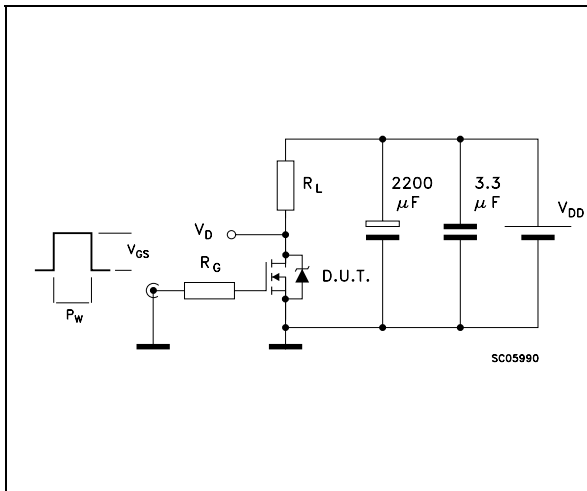 R_L
2200 μF
3.3 μF
V_DD
V_D
V_GS
R_G
D.U.T.
P_W
SC05990